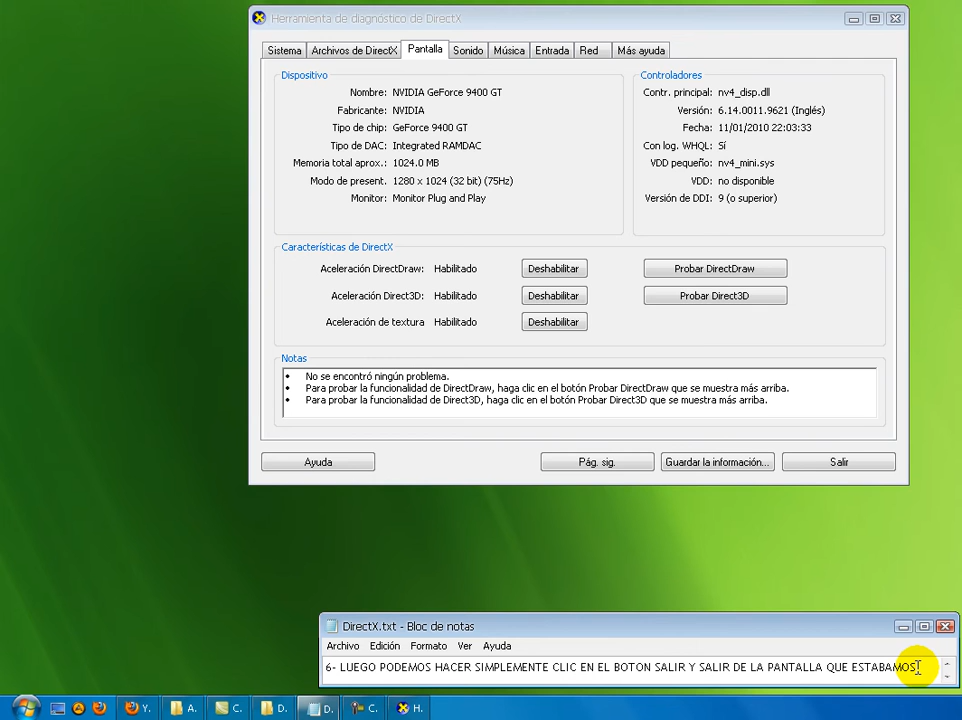 Herramienta de diagnóstico de DirectX
Sistema Archivos de DirectX Pantalla Sonido Música Entrada Red Más ayuda
Dispositivo
Nombre: NVIDIA GeForce 9400 GT
Fabricante: NVIDIA
Tipo de chip: GeForce 9400 GT
Tipo de DAC: Integrated RAMDAC
Memoria total aprox.: 1024.0 MB
Modo de present. 1280 x 1024 (32 bit) (75Hz)
Monitor: Monitor Plug and Play
Controladores
Contr. principal: nv4_disp.dll
Versión: 6.14.0011.9621 (Inglés)
Fecha: 11/01/2010 22:03:33
Con log. WHQL: Sí
VDD pequeño: nv4_mini.sys
VDD: no disponible
Versión de DDI: 9 (o superior)
Características de DirectX
Aceleración DirectDraw: Habilitado Deshabilitar Probar DirectDraw
Aceleración Direct3D: Habilitado Deshabilitar Probar Direct3D
Aceleración de textura Habilitado Deshabilitar
Notas
• No se encontró ningún problema.
• Para probar la funcionalidad de DirectDraw, haga clic en el botón Probar DirectDraw que se muestra más arriba.
• Para probar la funcionalidad de Direct3D, haga clic en el botón Probar Direct3D que se muestra más arriba.
Ayuda Pág. sig. Guardar la información... Salir
DirectX.txt - Bloc de notas
Archivo Edición Formato Ver Ayuda
6- LUEGO PODEMOS HACER SIMPLEMENTE CLIC EN EL BOTON SALIR Y SALIR DE LA PANTALLA QUE ESTABAMOS
Y. A. C. D. D. C. H.